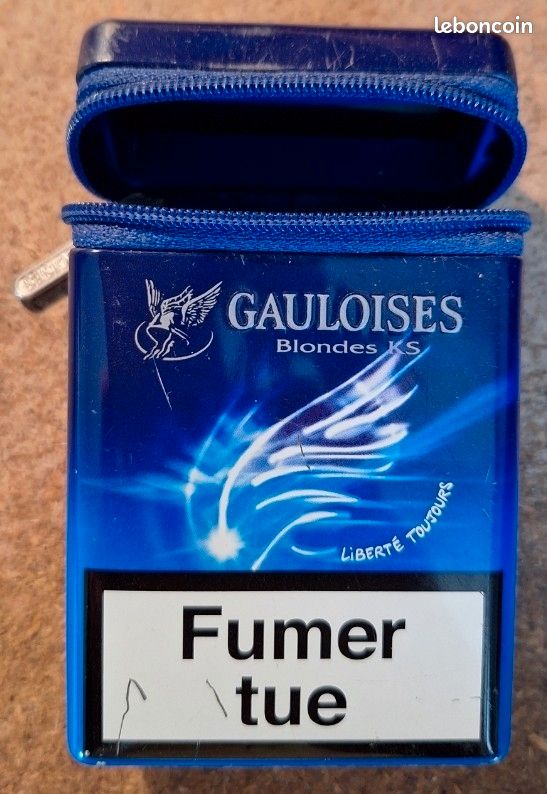 leboncoin
GAULOISES
Blondes KS
LiBERTÉ TOUJOURS
Fumer
tue